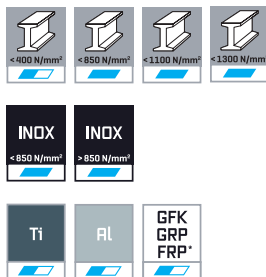 <400 N/mm²
<850 N/mm²
<1100 N/mm²
<1300 N/mm²
INOX
<850 N/mm²
INOX
>850 N/mm²
Ti
Al
GFK
GRP
FRP*